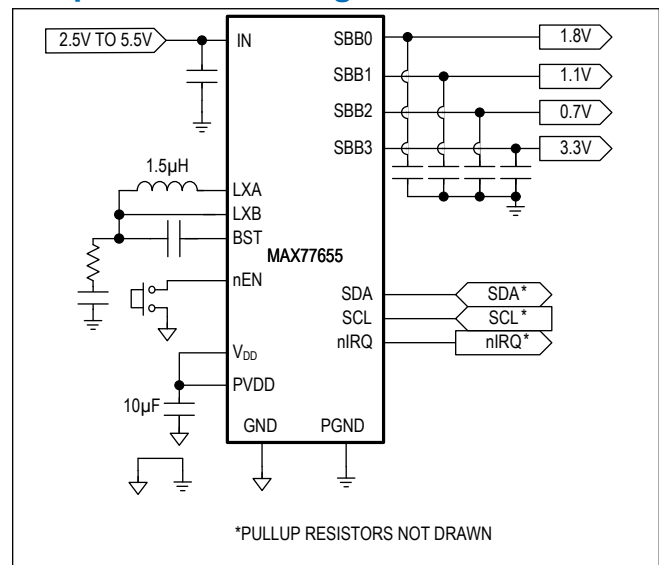 2.5V TO 5.5V
IN
SBB0
1.8V
SBB1
1.1V
SBB2
0.7V
SBB3
3.3V
1.5µH
LXA
LXB
BST
MAX77655
nEN
SDA
SDA*
SCL
SCL*
nIRQ
nIRQ*
VDD
PVDD
10µF
GND
PGND
*PULLUP RESISTORS NOT DRAWN